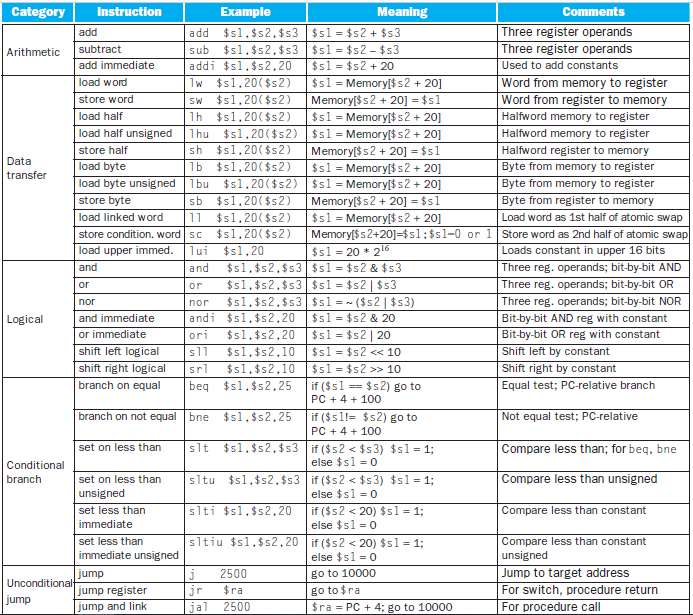 Category Instruction Example Meaning Comments
Arithmetic
add add $s1,$s2,$s3 $s1 = $s2 + $s3 Three register operands
subtract sub $s1,$s2,$s3 $s1 = $s2 – $s3 Three register operands
add immediate addi $s1,$s2,20 $s1 = $s2 + 20 Used to add constants
Data transfer
load word lw $s1,20($s2) $s1 = Memory[$s2 + 20] Word from memory to register
store word sw $s1,20($s2) Memory[$s2 + 20] = $s1 Word from register to memory
load half lh $s1,20($s2) $s1 = Memory[$s2 + 20] Halfword memory to register
load half unsigned lhu $s1,20($s2) $s1 = Memory[$s2 + 20] Halfword memory to register
store half sh $s1,20($s2) Memory[$s2 + 20] = $s1 Halfword register to memory
load byte lb $s1,20($s2) $s1 = Memory[$s2 + 20] Byte from memory to register
load byte unsigned lbu $s1,20($s2) $s1 = Memory[$s2 + 20] Byte from memory to register
store byte sb $s1,20($s2) Memory[$s2 + 20] = $s1 Byte from register to memory
load linked word ll $s1,20($s2) $s1 = Memory[$s2 + 20] Load word as 1st half of atomic swap
store condition. word sc $s1,20($s2) Memory[$s2+20]=$s1;$s1=0 or 1 Store word as 2nd half of atomic swap
load upper immed. lui $s1,20 $s1 = 20 * 2¹⁶ Loads constant in upper 16 bits
Logical
and and $s1,$s2,$s3 $s1 = $s2 & $s3 Three reg. operands; bit-by-bit AND
or or $s1,$s2,$s3 $s1 = $s2 | $s3 Three reg. operands; bit-by-bit OR
nor nor $s1,$s2,$s3 $s1 = ~ ($s2 | $s3) Three reg. operands; bit-by-bit NOR
and immediate andi $s1,$s2,20 $s1 = $s2 & 20 Bit-by-bit AND reg with constant
or immediate ori $s1,$s2,20 $s1 = $s2 | 20 Bit-by-bit OR reg with constant
shift left logical sll $s1,$s2,10 $s1 = $s2 << 10 Shift left by constant
shift right logical srl $s1,$s2,10 $s1 = $s2 >> 10 Shift right by constant
Conditional branch
branch on equal beq $s1,$s2,25 if ($s1 == $s2) go to Equal test; PC-relative branch
PC + 4 + 100
branch on not equal bne $s1,$s2,25 if ($s1!= $s2) go to Not equal test; PC-relative
PC + 4 + 100
set on less than slt $s1,$s2,$s3 if ($s2 < $s3) $s1 = 1; Compare less than; for beq, bne
else $s1 = 0
set on less than sltu $s1,$s2,$s3 if ($s2 < $s3) $s1 = 1; Compare less than unsigned
unsigned else $s1 = 0
set less than slti $s1,$s2,20 if ($s2 < 20) $s1 = 1; Compare less than constant
immediate else $s1 = 0
set less than sltiu $s1,$s2,20 if ($s2 < 20) $s1 = 1; Compare less than constant
immediate unsigned else $s1 = 0 unsigned
Unconditional jump
jump j 2500 go to 10000 Jump to target address
jump register jr $ra go to $ra For switch, procedure return
jump and link jal 2500 $ra = PC + 4; go to 10000 For procedure call